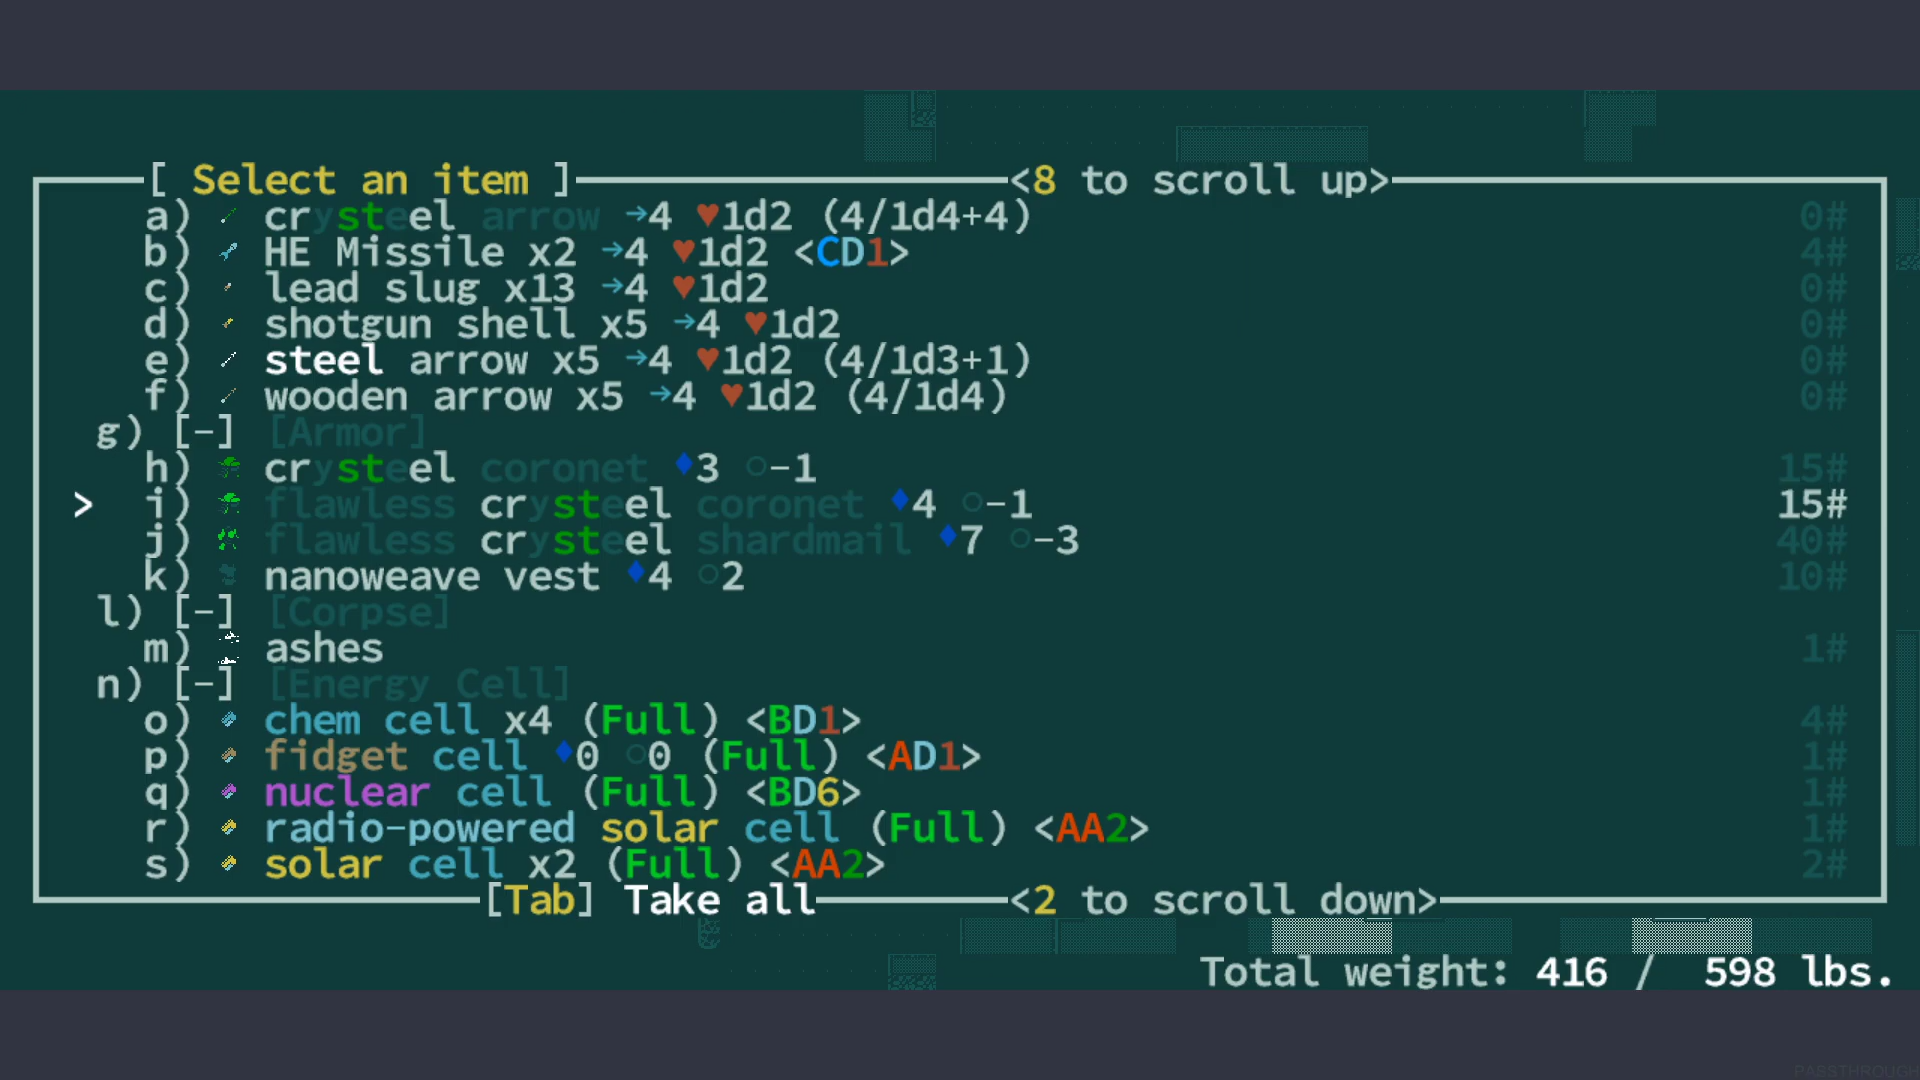 [ Select an item ] <8 to scroll up>
a) crysteel arrow →4 ♥1d2 (4/1d4+4) 0#
b) HE Missile x2 →4 ♥1d2 <CD1> 4#
c) lead slug x13 →4 ♥1d2 0#
d) shotgun shell x5 →4 ♥1d2 0#
e) steel arrow x5 →4 ♥1d2 (4/1d3+1) 0#
f) wooden arrow x5 →4 ♥1d2 (4/1d4) 0#
g) [-] [Armor]
h) crysteel coronet ♦3 ○-1 15#
> i) flawless crysteel coronet ♦4 ○-1 15#
j) flawless crysteel shardmail ♦7 ○-3 40#
k) nanoweave vest ♦4 ○2 10#
l) [-] [Corpse]
m) ashes 1#
n) [-] [Energy Cell]
o) chem cell x4 (Full) <BD1> 4#
p) fidget cell ♦0 ○0 (Full) <AD1> 1#
q) nuclear cell (Full) <BD6> 1#
r) radio-powered solar cell (Full) <AA2> 1#
s) solar cell x2 (Full) <AA2> 2#
[Tab] Take all <2 to scroll down>
Total weight: 416 / 598 lbs.
PASSTHROUGH